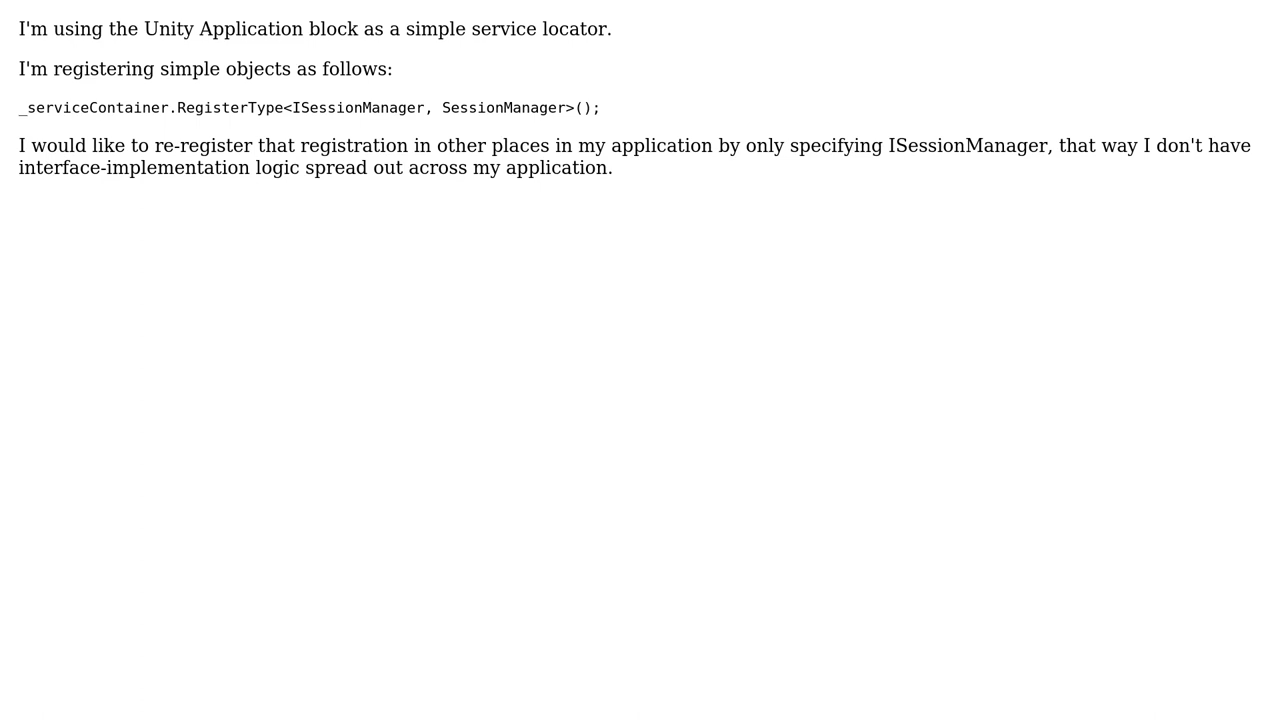 I'm using the Unity Application block as a simple service locator.
I'm registering simple objects as follows:
_serviceContainer.RegisterType<ISessionManager, SessionManager>();
I would like to re-register that registration in other places in my application by only specifying ISessionManager, that way I don't have
interface-implementation logic spread out across my application.